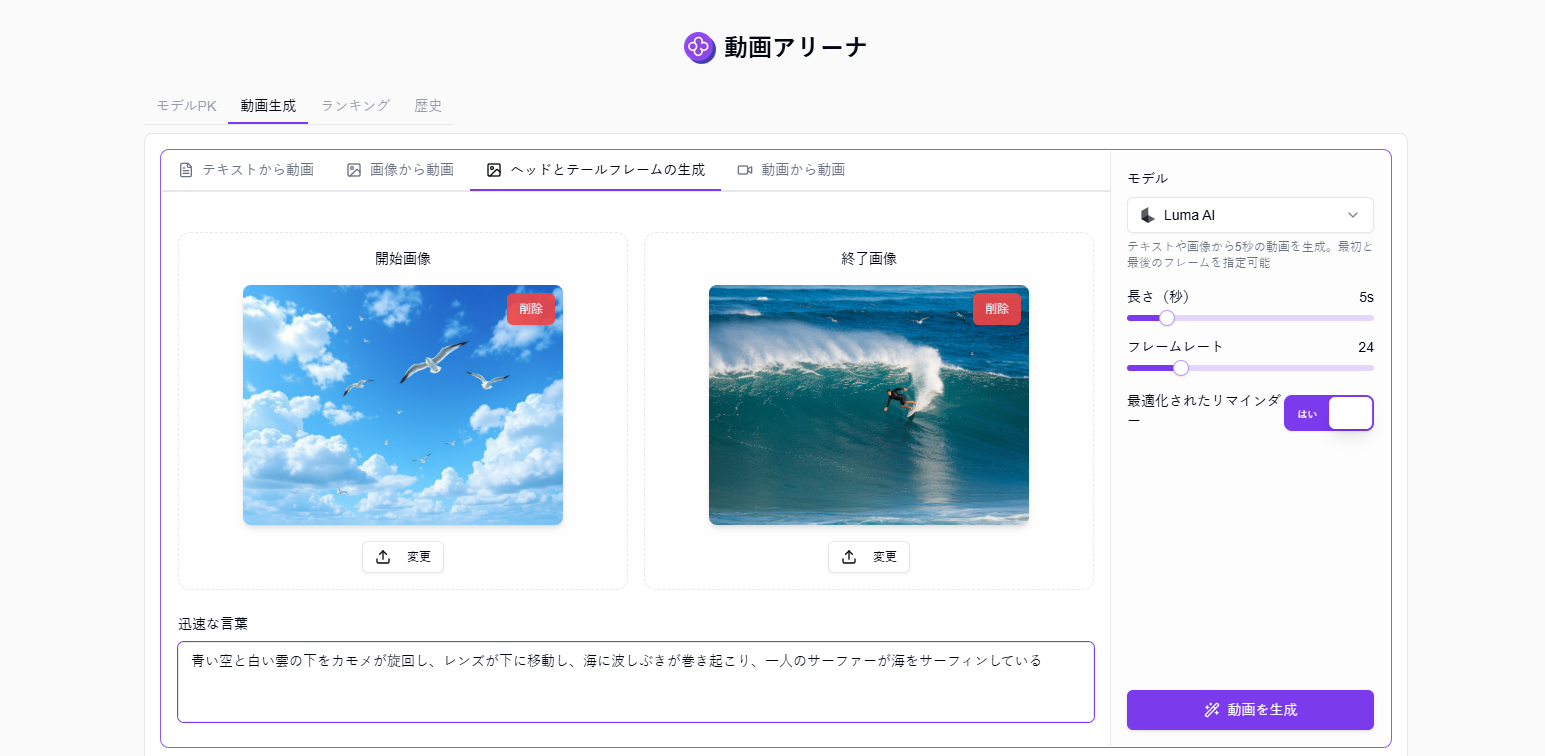 動画アリーナ
モデルPK
動画生成
ランキング
歴史
テキストから動画
画像から動画
ヘッドとテールフレームの生成
動画から動画
開始画像
削除
変更
終了画像
削除
変更
迅速な言葉
青い空と白い雲の下をカモメが旋回し、レンズが下に移動し、海に波しぶきが巻き起こり、一人のサーファーが海をサーフィンしている
モデル
Luma AI
テキストや画像から5秒の動画を生成。最初と
最後のフレームを指定可能
長さ（秒）
5s
フレームレート
24
最適化されたリマインダ
ー
はい
動画を生成